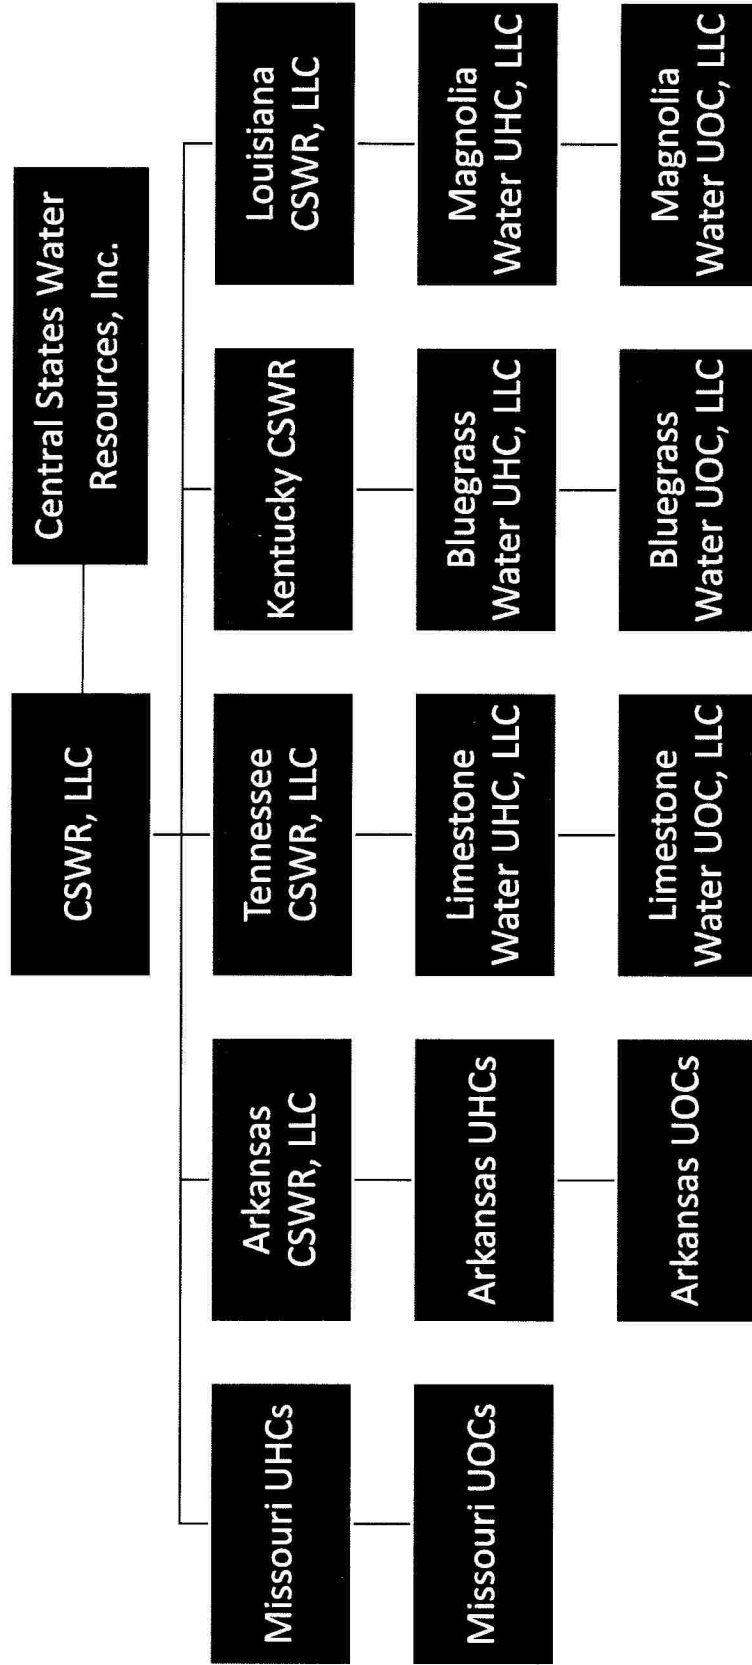 CSWR, LLC
Central States Water
Resources, Inc.
Missouri UHCs
Arkansas
CSWR, LLC
Tennessee
CSWR, LLC
Kentucky CSWR
Louisiana
CSWR, LLC
Missouri UOCs
Arkansas UHCs
Limestone
Water UHC, LLC
Bluegrass
Water UHC, LLC
Magnolia
Water UHC, LLC
Arkansas UOCs
Limestone
Water UOC, LLC
Bluegrass
Water UOC, LLC
Magnolia
Water UOC, LLC